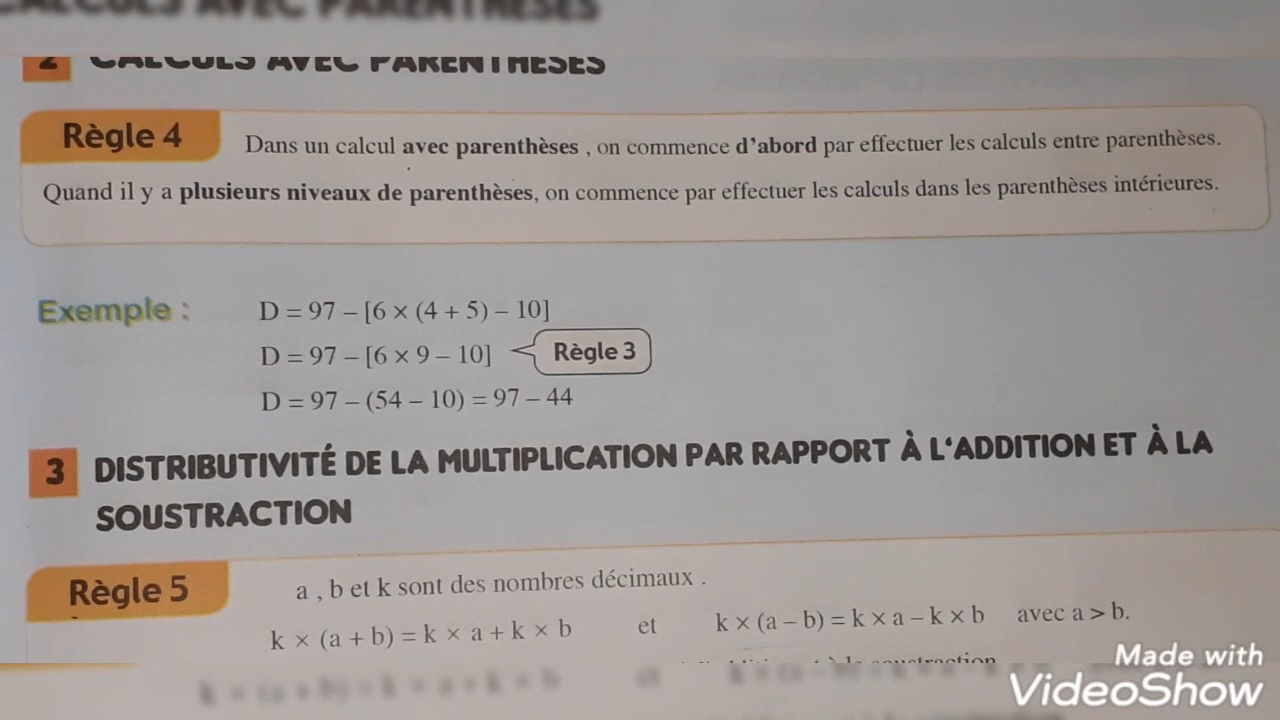 2 CALCULS AVEC PARENTHÈSES
Règle 4
Dans un calcul avec parenthèses , on commence d'abord par effectuer les calculs entre parenthèses.
Quand il y a plusieurs niveaux de parenthèses, on commence par effectuer les calculs dans les parenthèses intérieures.
Exemple :
D = 97 – [6 × (4 + 5) – 10]
D = 97 – [6 × 9 – 10]
Règle 3
D = 97 – (54 – 10) = 97 – 44
3 DISTRIBUTIVITÉ DE LA MULTIPLICATION PAR RAPPORT À L'ADDITION ET À LA
SOUSTRACTION
Règle 5
a , b et k sont des nombres décimaux .
k × (a + b) = k × a + k × b et k × (a – b) = k × a – k × b avec a > b.
Made with
VideoShow